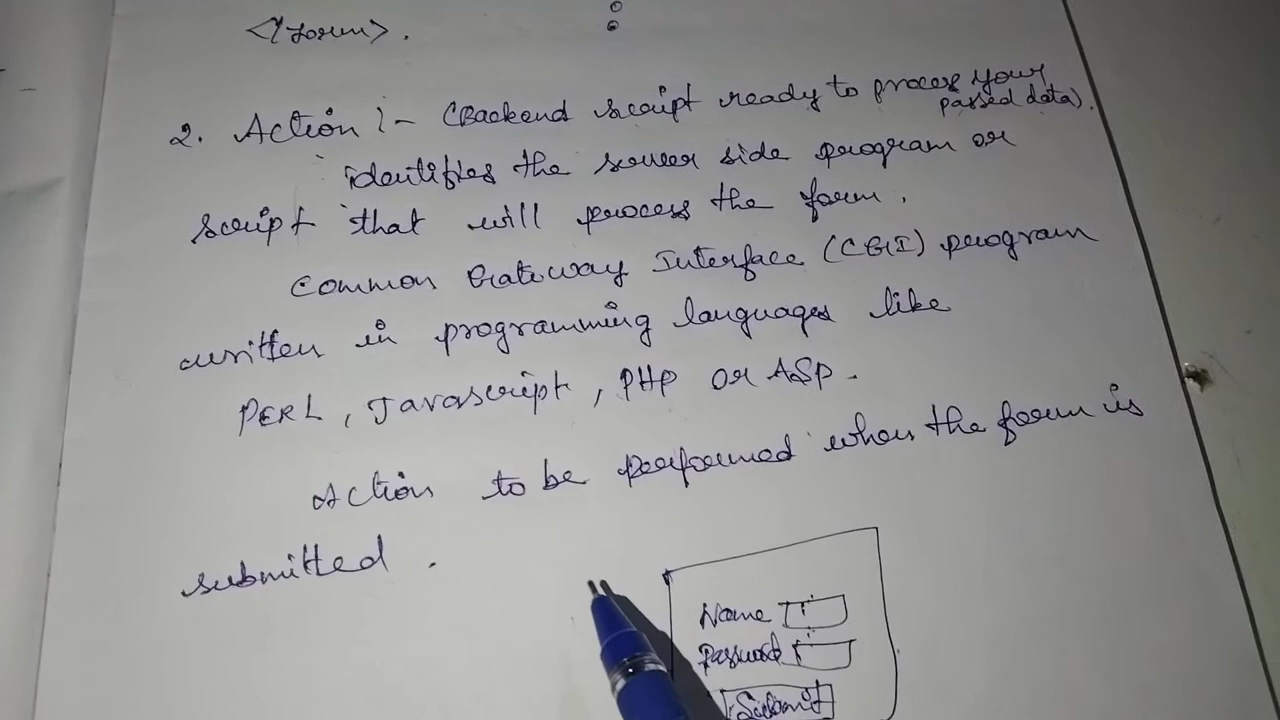 </form>.
2. Action :- (Backend script ready to process your
passed data).
identifies the server side program or
script that will process the form.
Common Gateway Interface (CGI) program
written in programming languages like
PERL, Javascript, PHP or ASP.
Action to be performed when the form is
submitted.
Name
Password
Submit